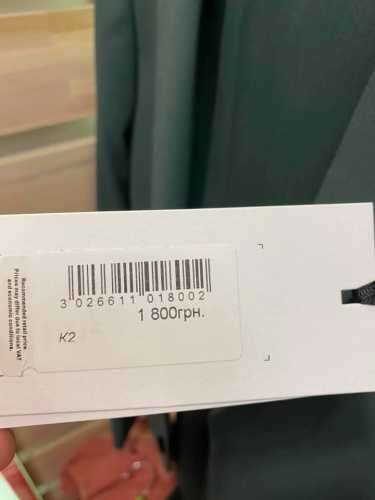 3 026611 018002
1 800грн.
K2
Recommended retail price
Prices may differ due to local VAT
and economic conditions.